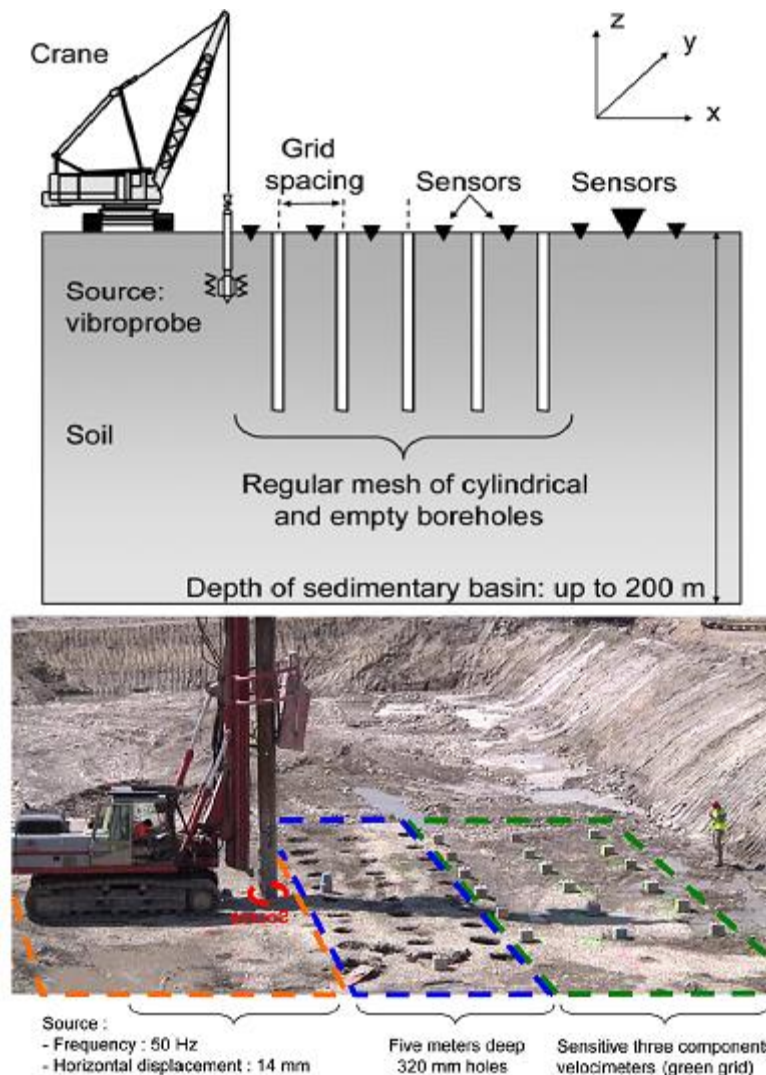 Crane
z
y
x
Grid
spacing
Sensors
Sensors
Source:
vibroprobe
Soil
Regular mesh of cylindrical
and empty boreholes
Depth of sedimentary basin: up to 200 m
Source :
- Frequency : 50 Hz
- Horizontal displacement : 14 mm
Five meters deep
320 mm holes
Sensitive three components
velocimeters (green grid)